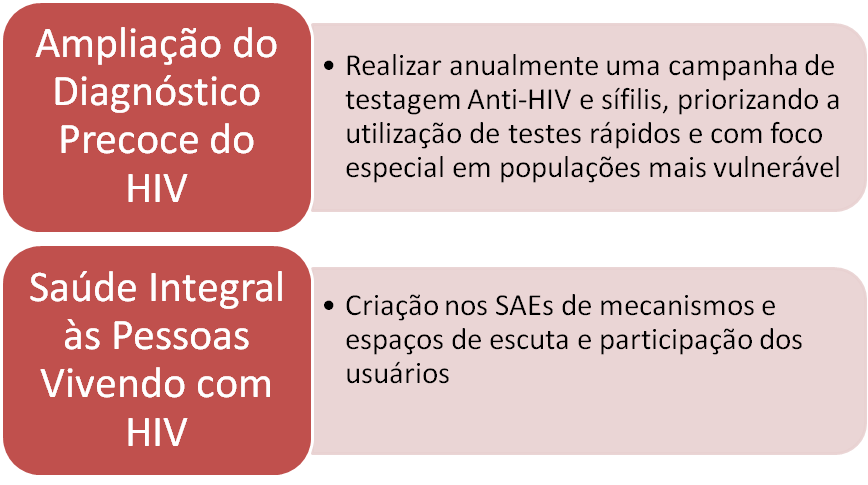 Ampliação do
Diagnóstico
Precoce do
HIV
• Realizar anualmente uma campanha de
testagem Anti-HIV e sífilis, priorizando a
utilização de testes rápidos e com foco
especial em populações mais vulnerável
Saúde Integral
às Pessoas
Vivendo com
HIV
• Criação nos SAEs de mecanismos e
espaços de escuta e participação dos
usuários